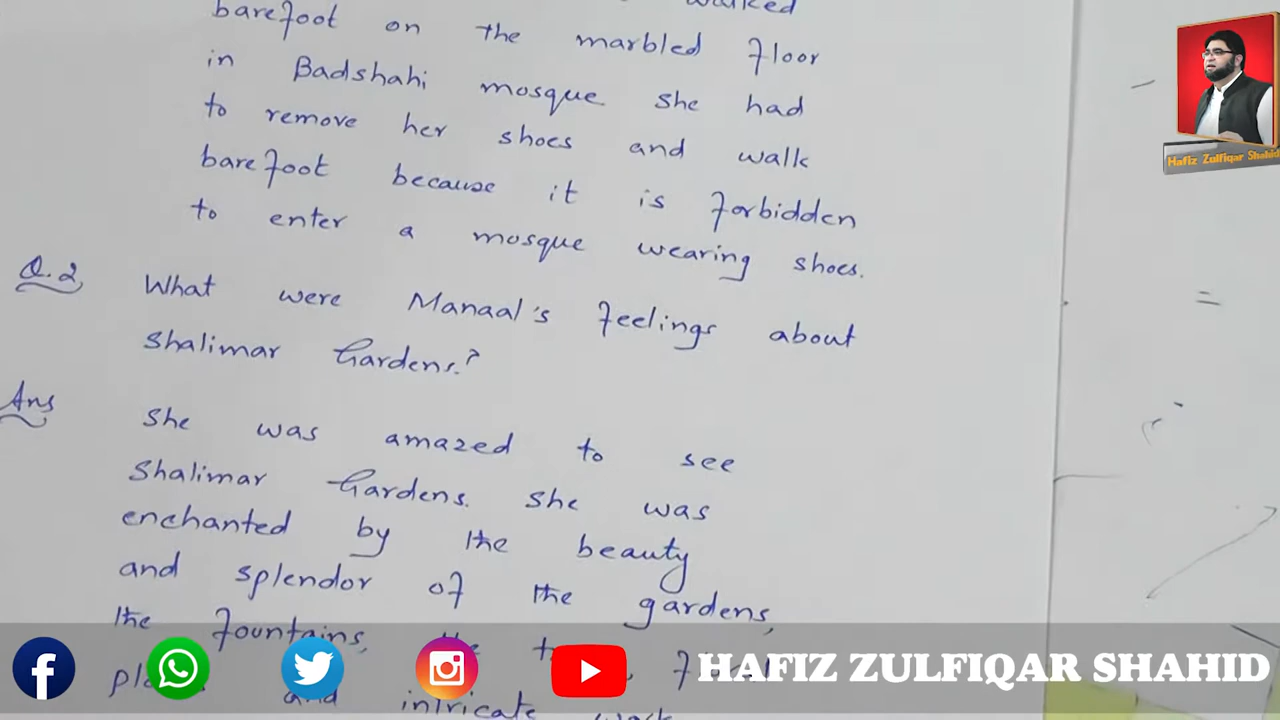 walked
barefoot on the marbled floor
in Badshahi mosque she had
to remove her shoes and walk
barefoot because it is forbidden
to enter a mosque wearing shoes.
Q.2 What were Manaal's feelings about
Shalimar Gardens?
Ans She was amazed to see
Shalimar Gardens. She was
enchanted by the beauty
and splendor of the gardens,
the fountains,
and intricate work
Hafiz Zulfiqar Shahid
HAFIZ ZULFIQAR SHAHID